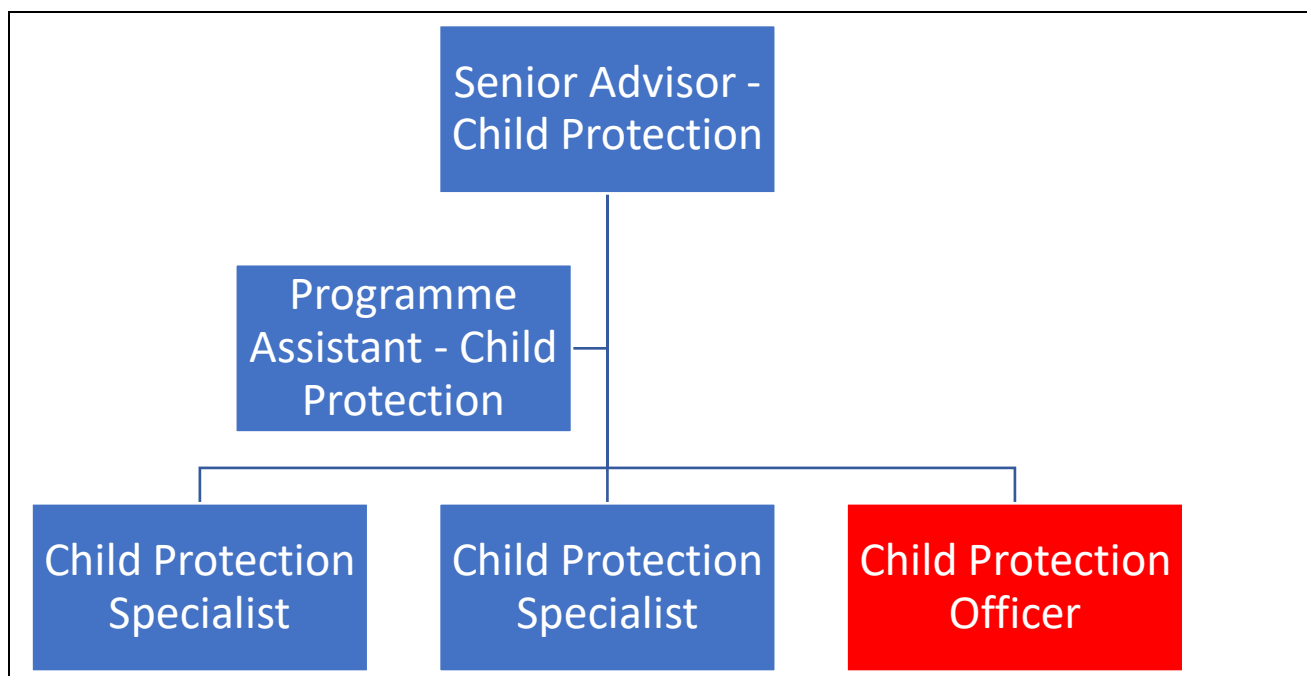 Senior Advisor -
Child Protection
Programme
Assistant - Child
Protection
Child Protection
Specialist
Child Protection
Specialist
Child Protection
Officer